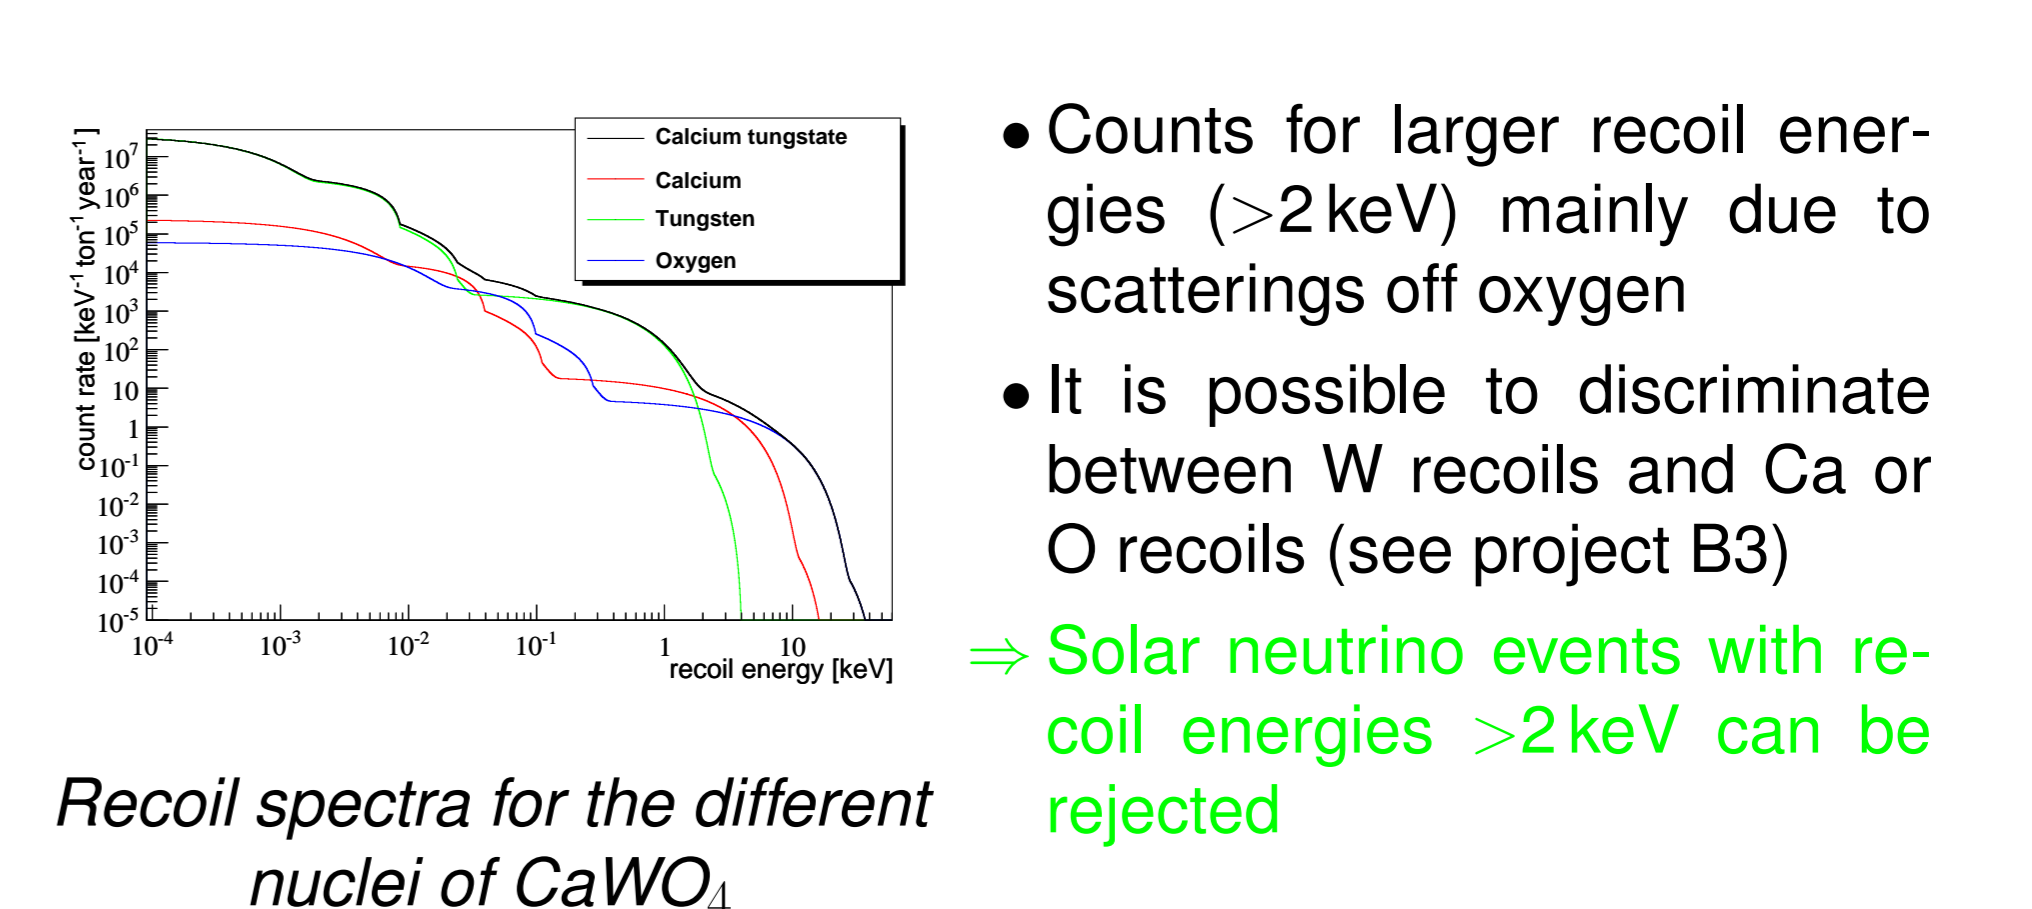 Calcium tungstate
Calcium
Tungsten
Oxygen
count rate [keV⁻¹ ton⁻¹ year⁻¹]
10⁷
10⁶
10⁵
10⁴
10³
10²
10
1
10⁻¹
10⁻²
10⁻³
10⁻⁴
10⁻⁵
10⁻⁴ 10⁻³ 10⁻² 10⁻¹ 1 10
recoil energy [keV]
Recoil spectra for the different
nuclei of CaWO₄
• Counts for larger recoil ener-
gies (>2 keV) mainly due to
scatterings off oxygen
• It is possible to discriminate
between W recoils and Ca or
O recoils (see project B3)
⇒ Solar neutrino events with re-
coil energies >2 keV can be
rejected